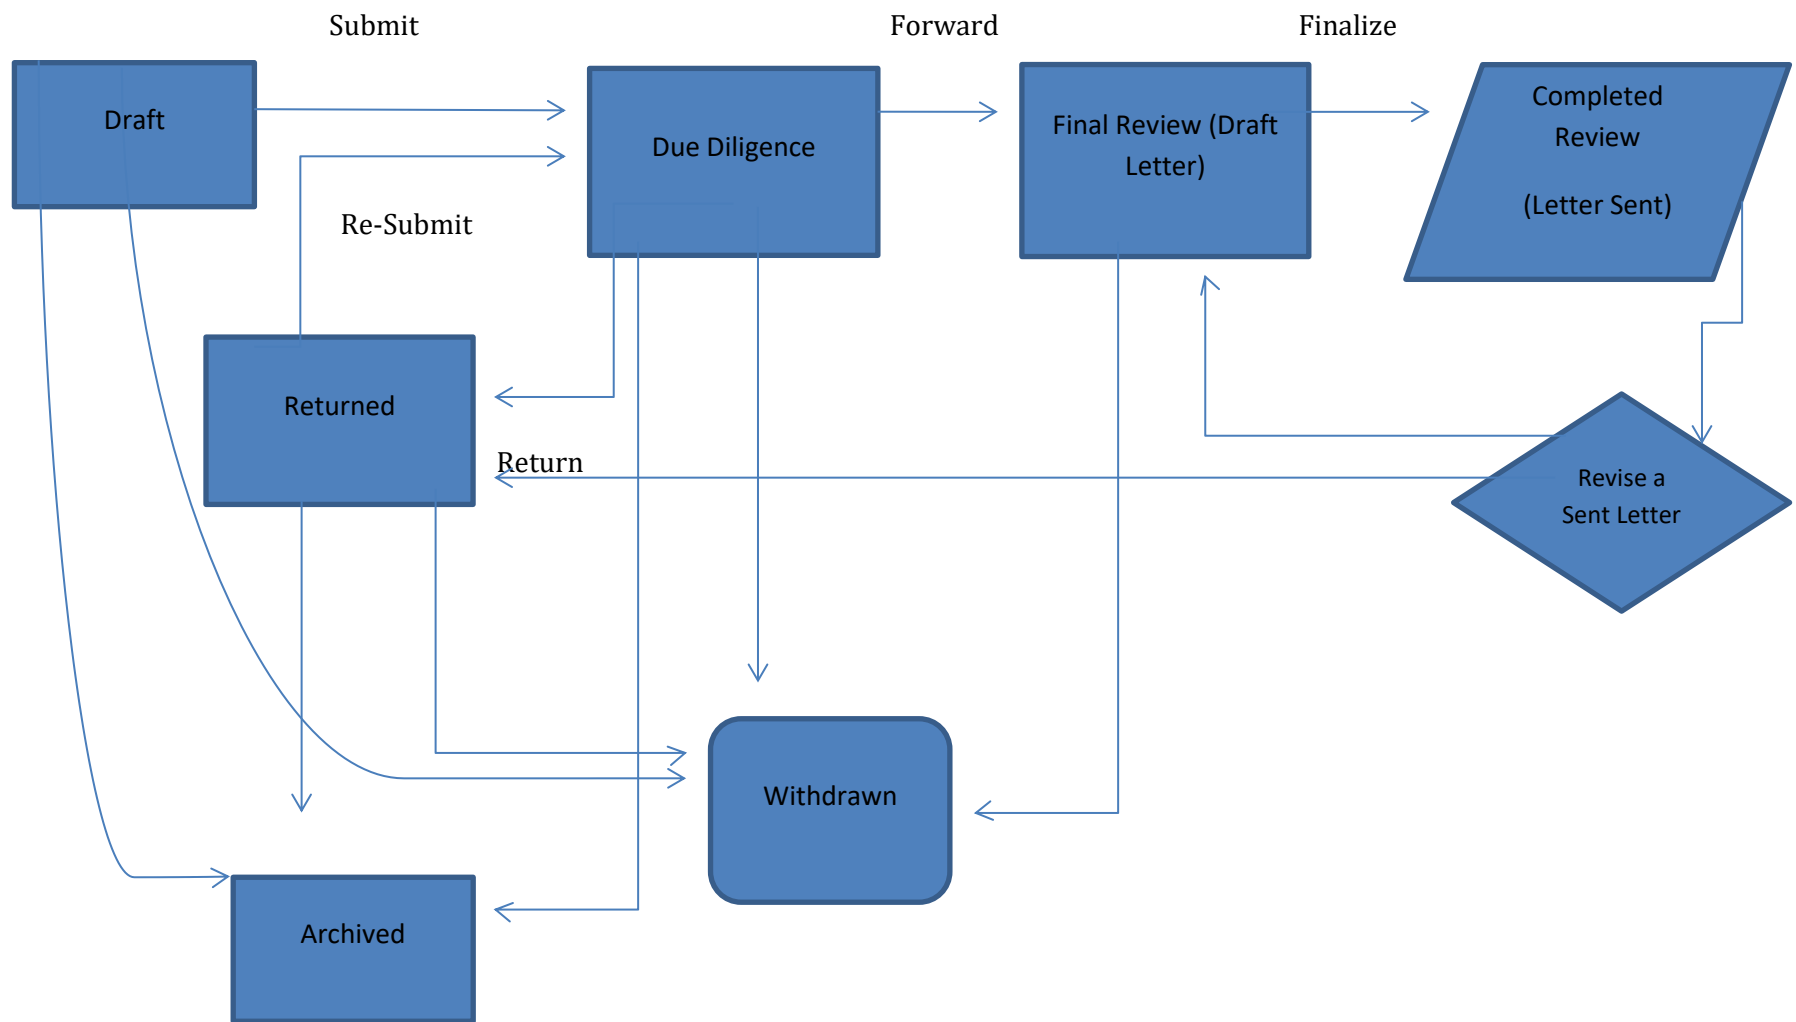 Submit
Forward
Finalize
Draft
Due Diligence
Final Review (Draft
Letter)
Completed
Review
(Letter Sent)
Re-Submit
Returned
Return
Revise a
Sent Letter
Withdrawn
Archived